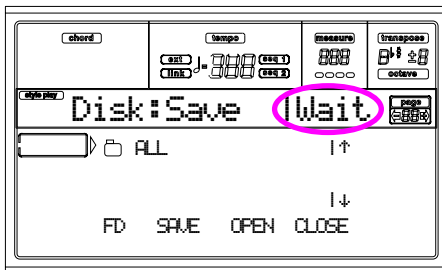 chord tempo measure transpose
ext seq 1
link seq 2
octave
style play Disk:Save |Wait page
ALL |↑
|↓
FD SAVE OPEN CLOSE